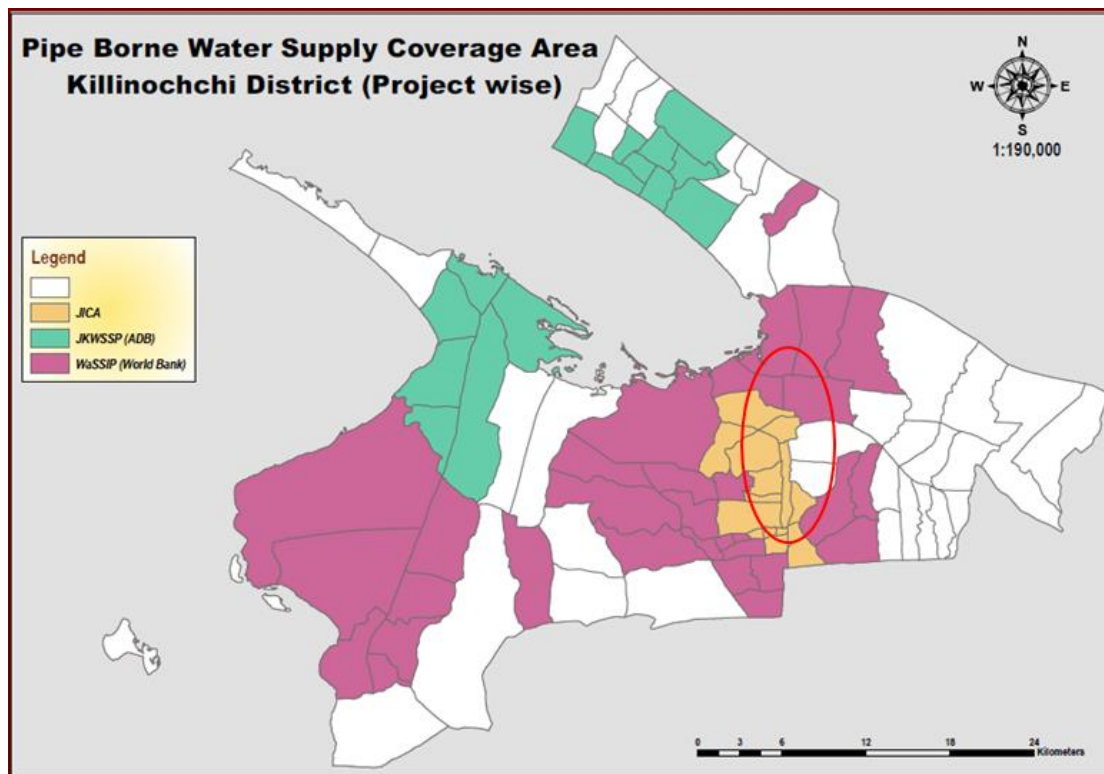 Pipe Borne Water Supply Coverage Area
Killinochchi District (Project wise)
N
W
E
S
1:190,000
Legend
JICA
JKWSSP (ADB)
WaSSIP (World Bank)
0 3 6 12 18 24
Kilometers